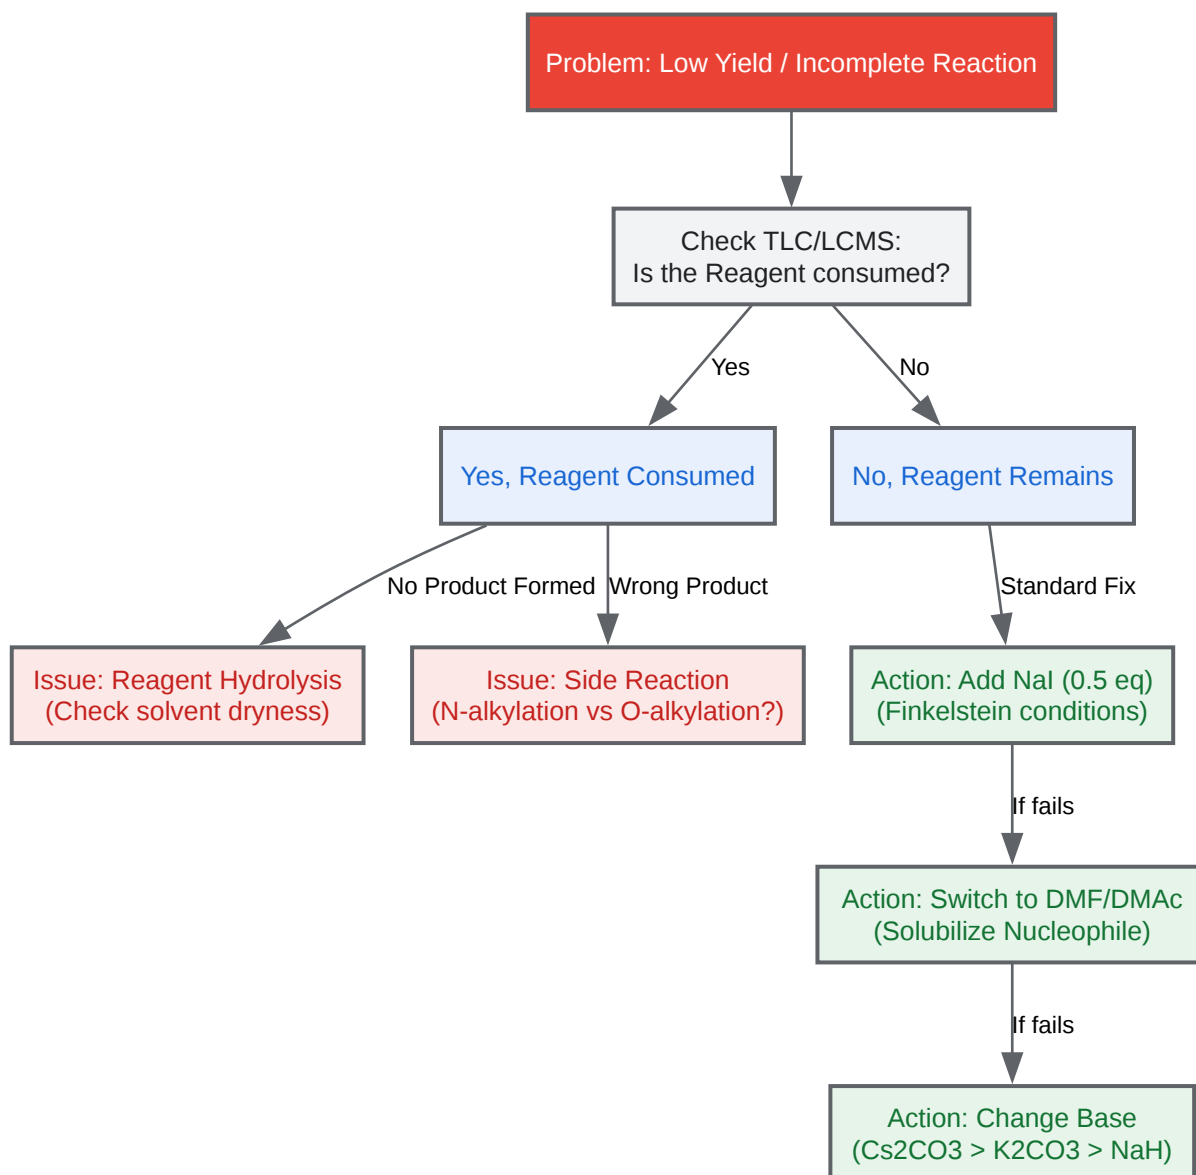 Problem: Low Yield / Incomplete Reaction
Check TLC/LCMS:
Is the Reagent consumed?
Yes
No
Yes, Reagent Consumed
No, Reagent Remains
No Product Formed
Wrong Product
Standard Fix
Issue: Reagent Hydrolysis
(Check solvent dryness)
Issue: Side Reaction
(N-alkylation vs O-alkylation?)
Action: Add NaI (0.5 eq)
(Finkelstein conditions)
If fails
Action: Switch to DMF/DMAc
(Solubilize Nucleophile)
If fails
Action: Change Base
(Cs2CO3 > K2CO3 > NaH)